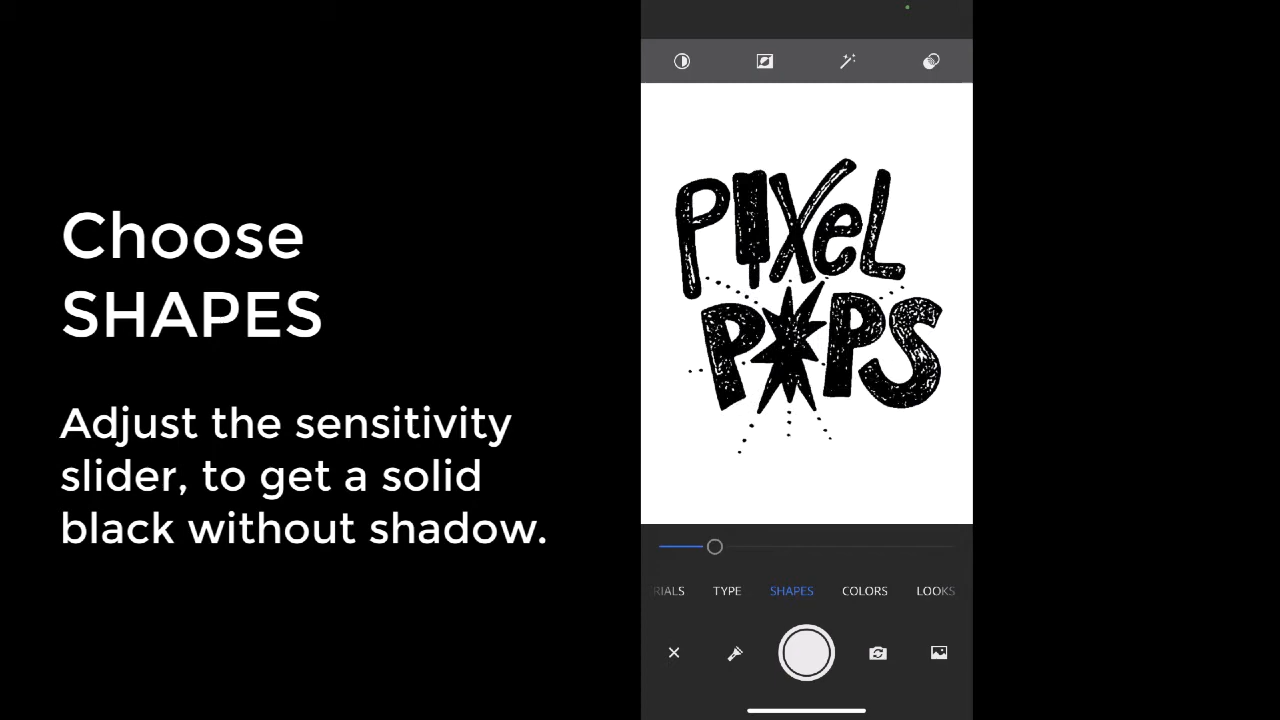 Choose
SHAPES
Adjust the sensitivity
slider, to get a solid
black without shadow.
PIXEL
POPS
RIALS TYPE SHAPES COLORS LOOKS